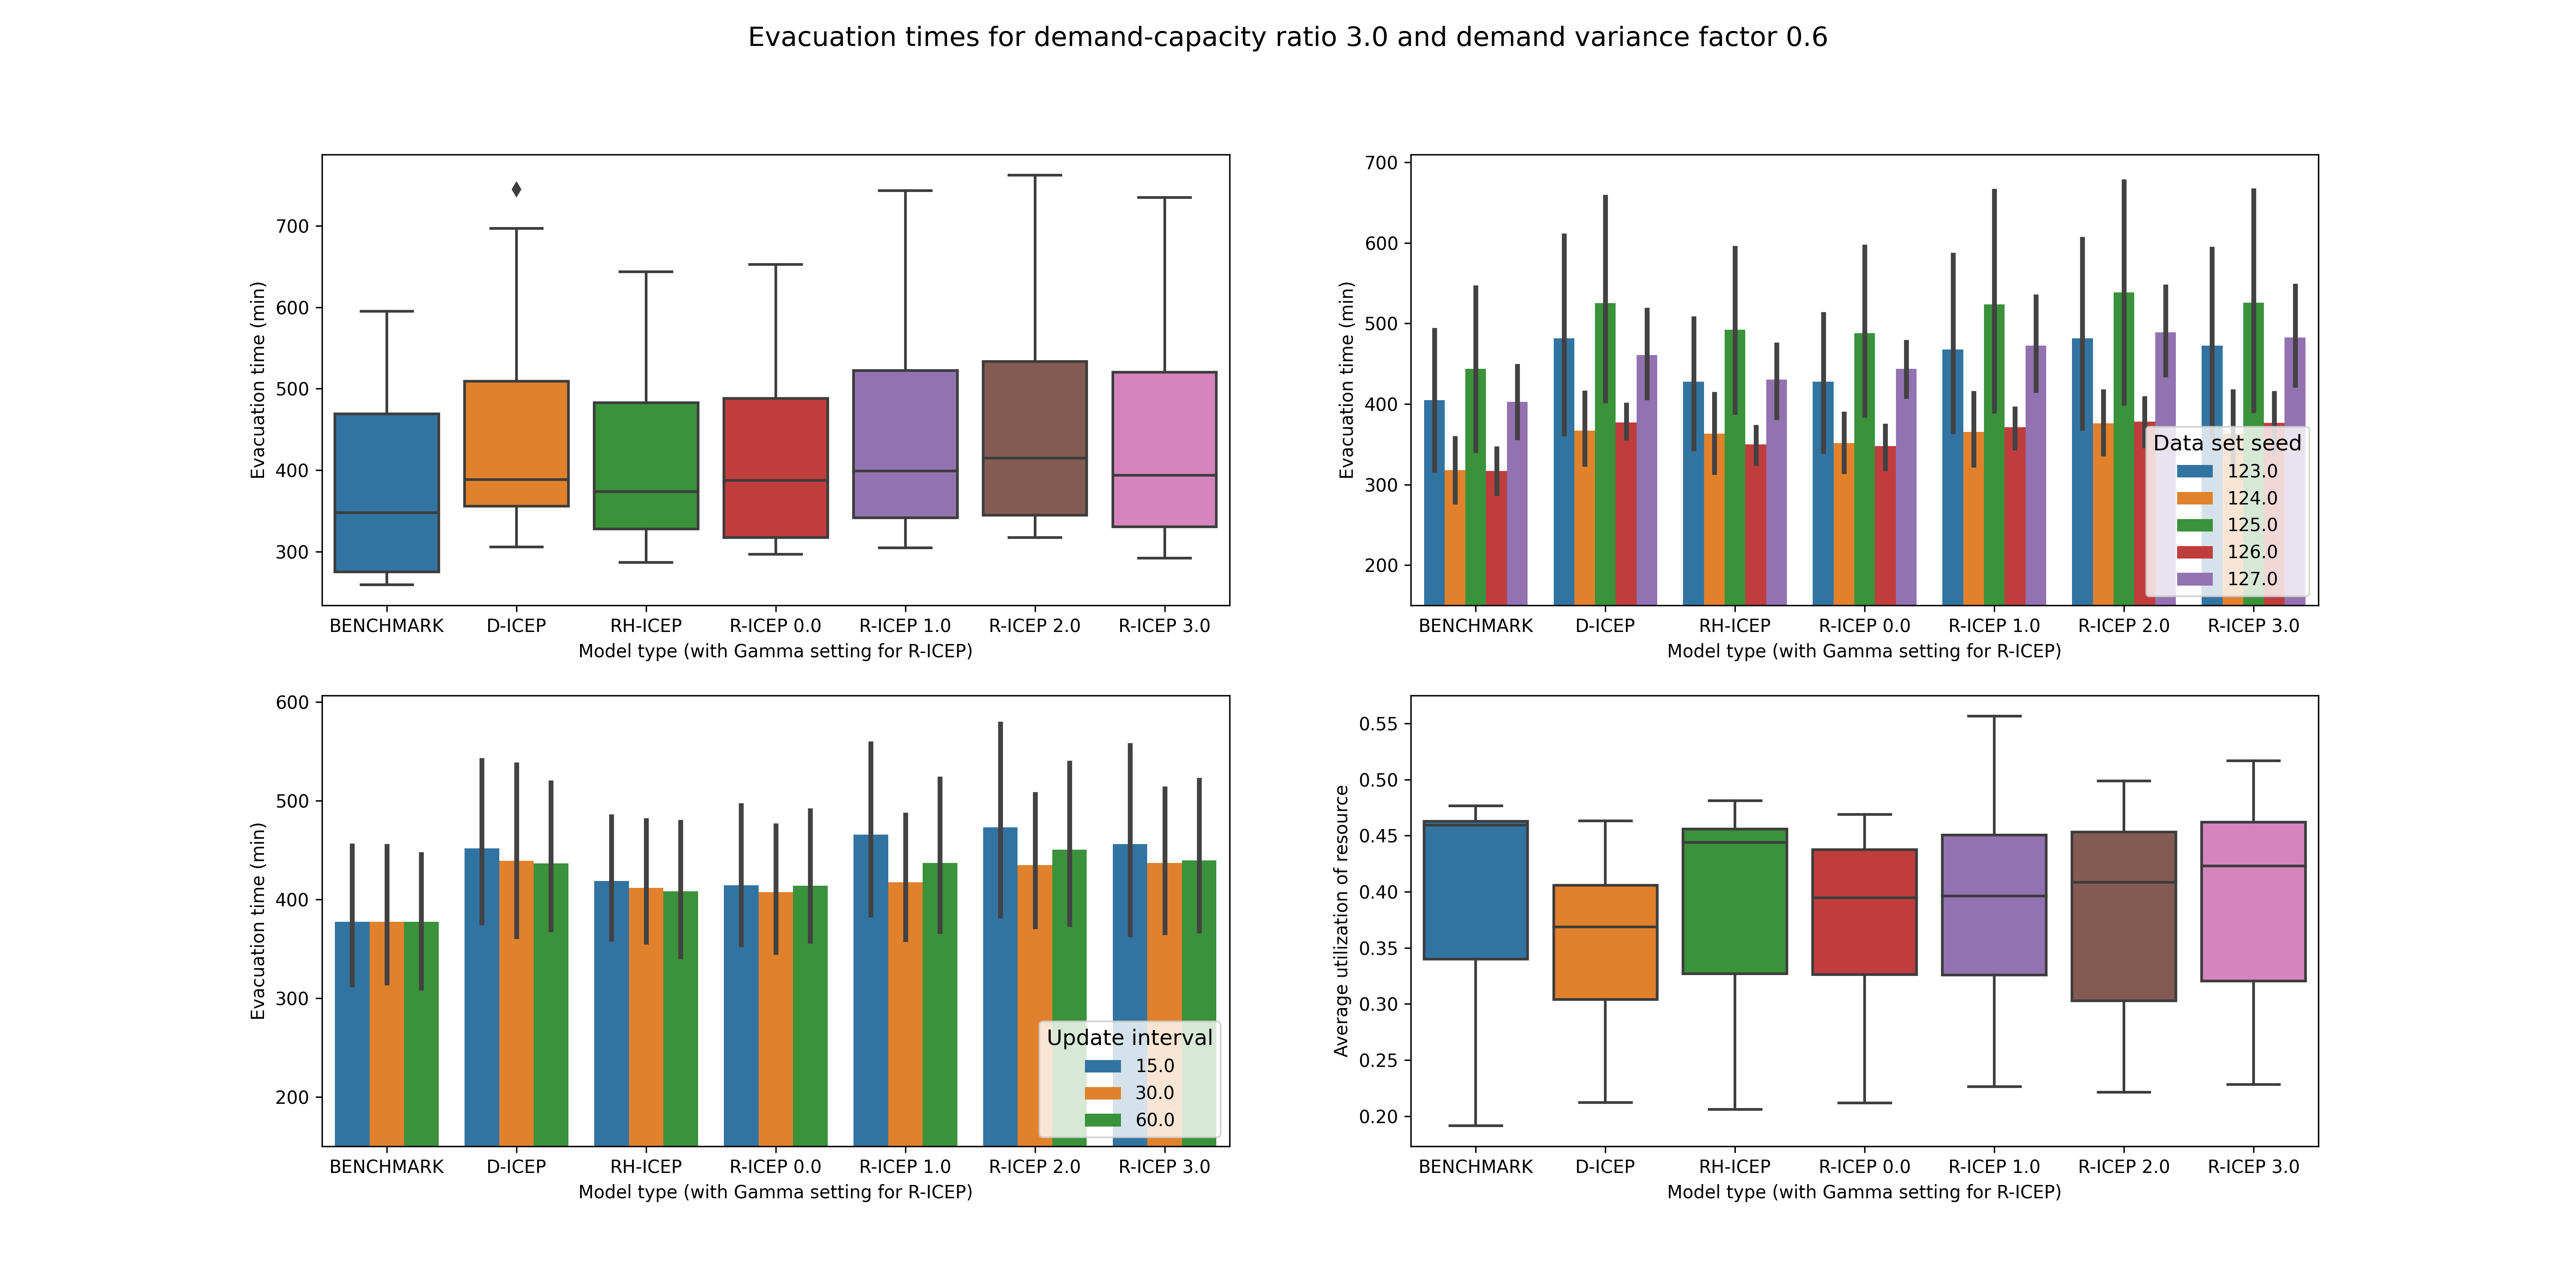 Evacuation times for demand-capacity ratio 3.0 and demand variance factor 0.6
Evacuation time (min)
700
600
500
400
300
BENCHMARK D-ICEP RH-ICEP R-ICEP 0.0 R-ICEP 1.0 R-ICEP 2.0 R-ICEP 3.0
Model type (with Gamma setting for R-ICEP)
Evacuation time (min)
700
600
500
400
300
200
Data set seed
123.0
124.0
125.0
126.0
127.0
BENCHMARK D-ICEP RH-ICEP R-ICEP 0.0 R-ICEP 1.0 R-ICEP 2.0 R-ICEP 3.0
Model type (with Gamma setting for R-ICEP)
Evacuation time (min)
600
500
400
300
200
Update interval
15.0
30.0
60.0
BENCHMARK D-ICEP RH-ICEP R-ICEP 0.0 R-ICEP 1.0 R-ICEP 2.0 R-ICEP 3.0
Model type (with Gamma setting for R-ICEP)
Average utilization of resource
0.55
0.50
0.45
0.40
0.35
0.30
0.25
0.20
BENCHMARK D-ICEP RH-ICEP R-ICEP 0.0 R-ICEP 1.0 R-ICEP 2.0 R-ICEP 3.0
Model type (with Gamma setting for R-ICEP)